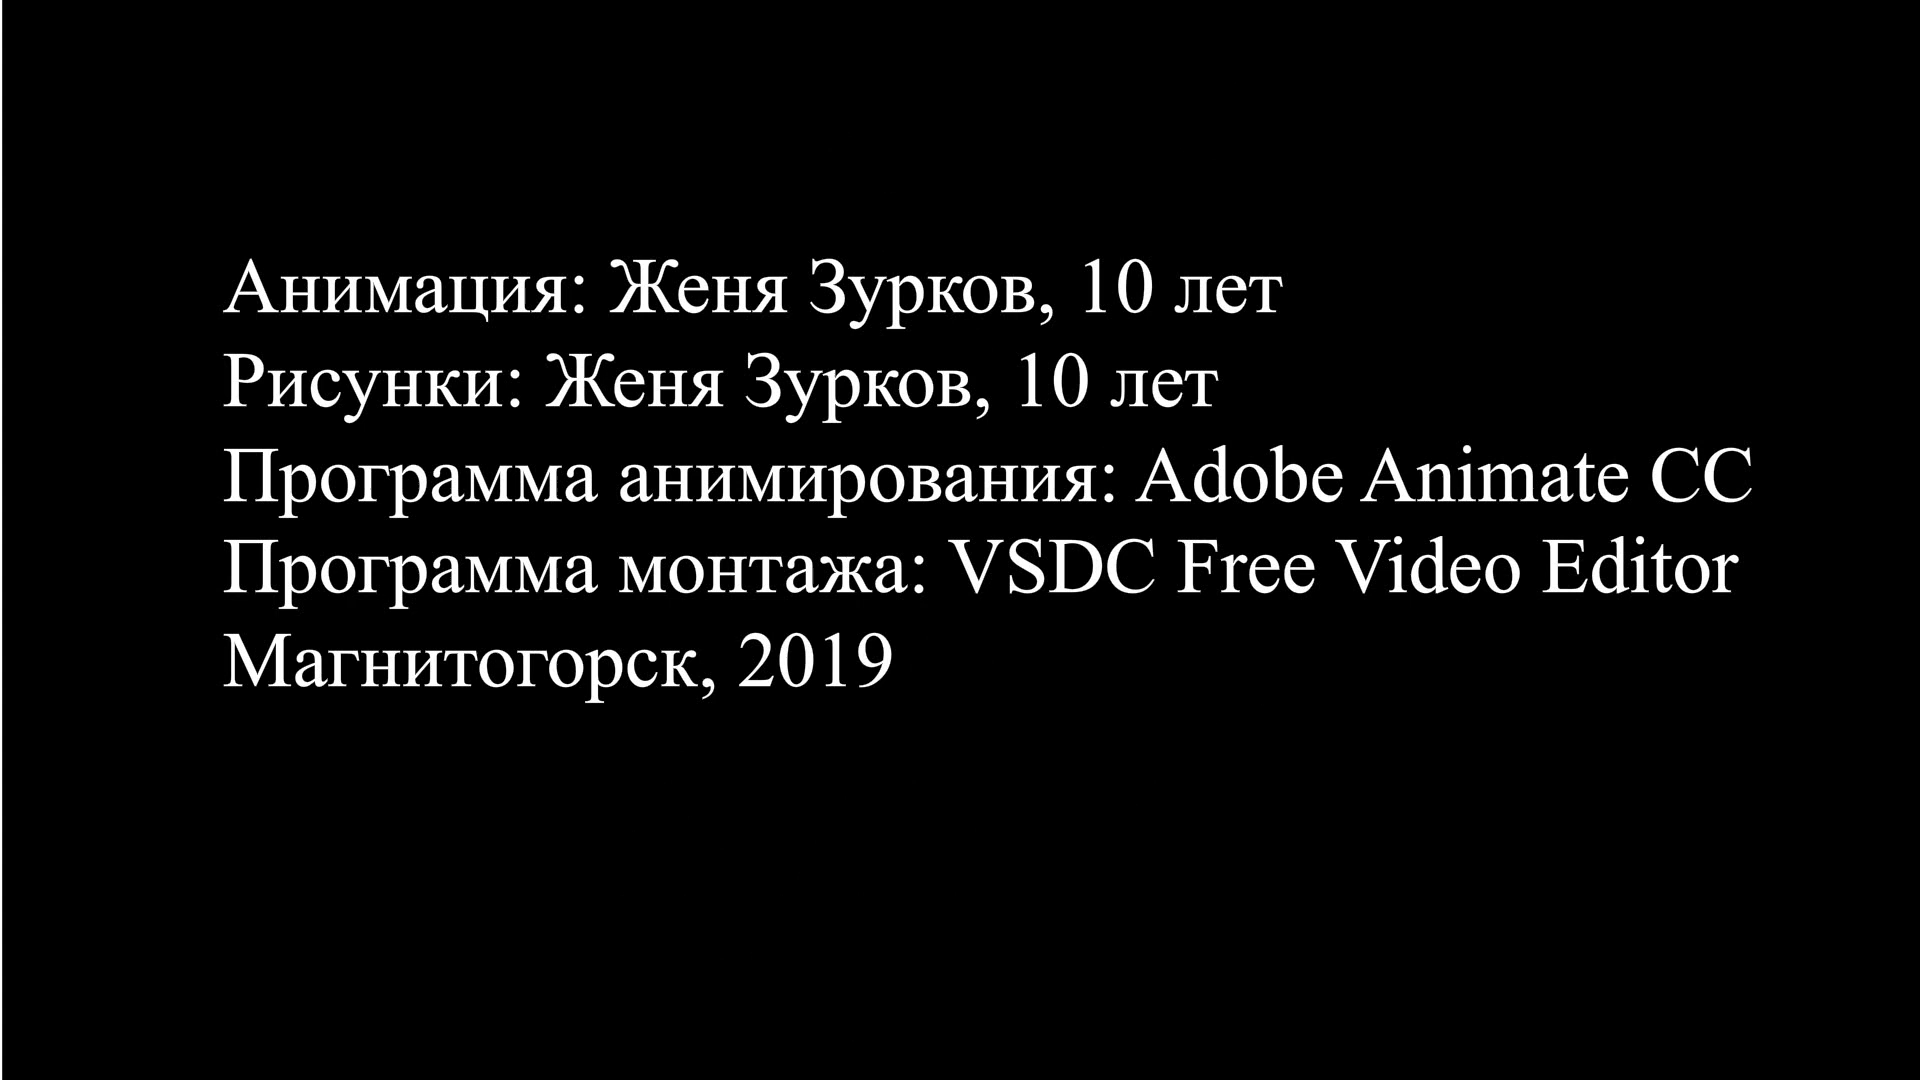 Анимация: Женя Зурков, 10 лет
Рисунки: Женя Зурков, 10 лет
Программа анимирования: Adobe Animate CC
Программа монтажа: VSDC Free Video Editor
Магнитогорск, 2019